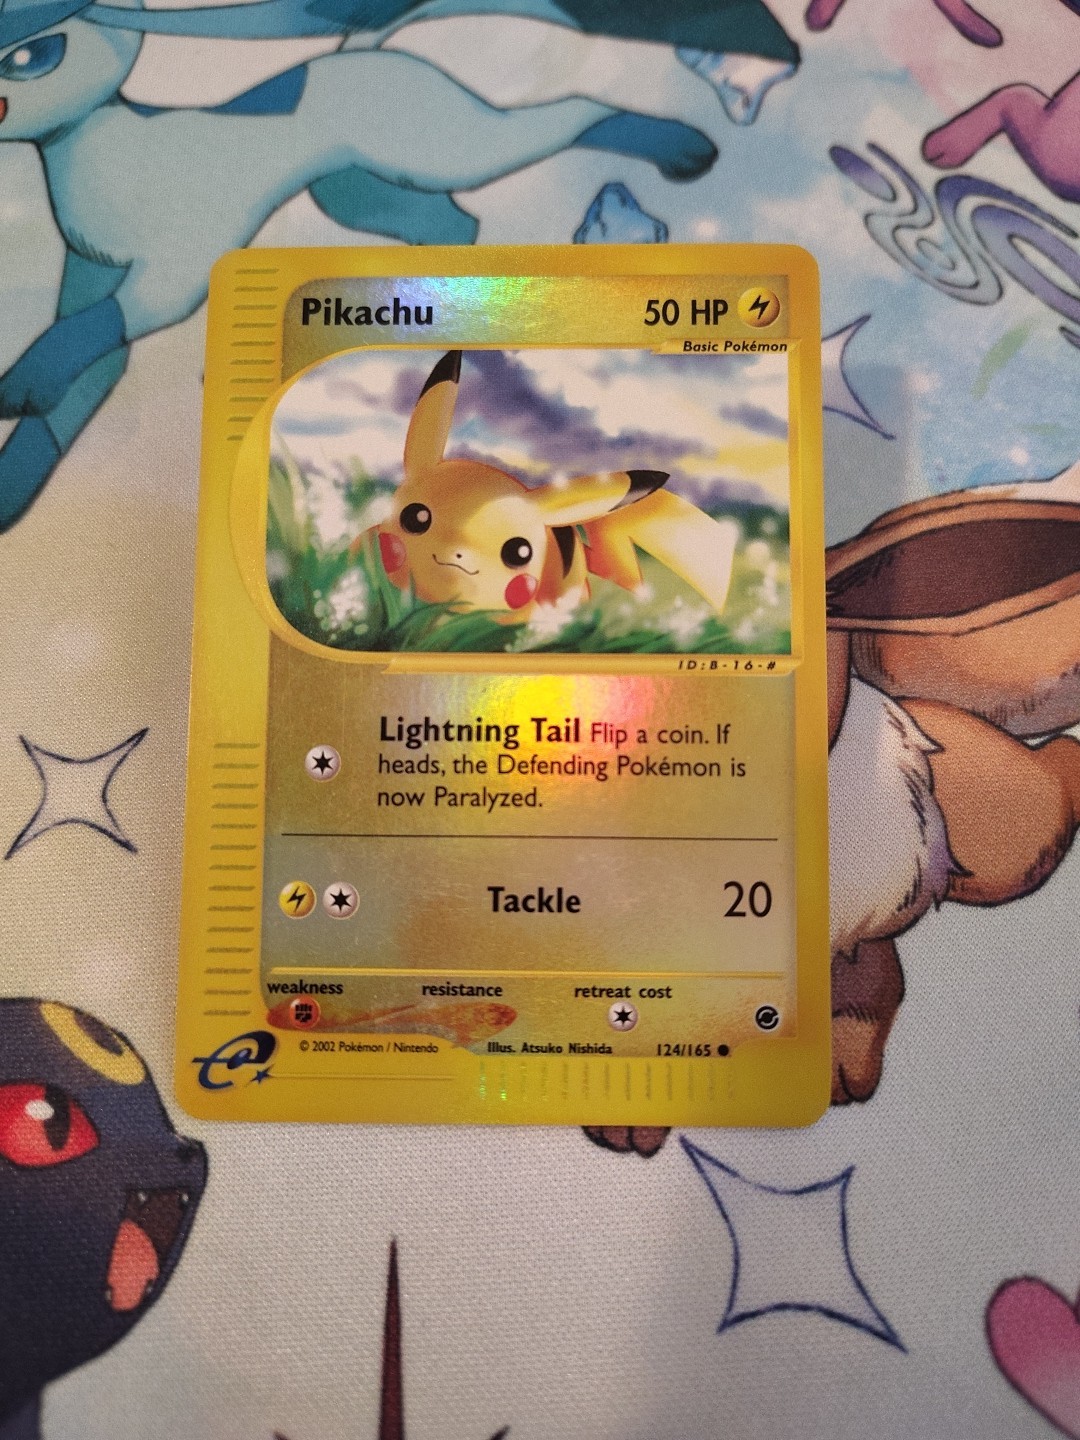 Pikachu 50 HP
Basic Pokémon
ID:B-16-#
Lightning Tail Flip a coin. If
heads, the Defending Pokémon is
now Paralyzed.
Tackle 20
weakness resistance retreat cost
© 2002 Pokémon / Nintendo Illus. Atsuko Nishida 124/165 ●
e